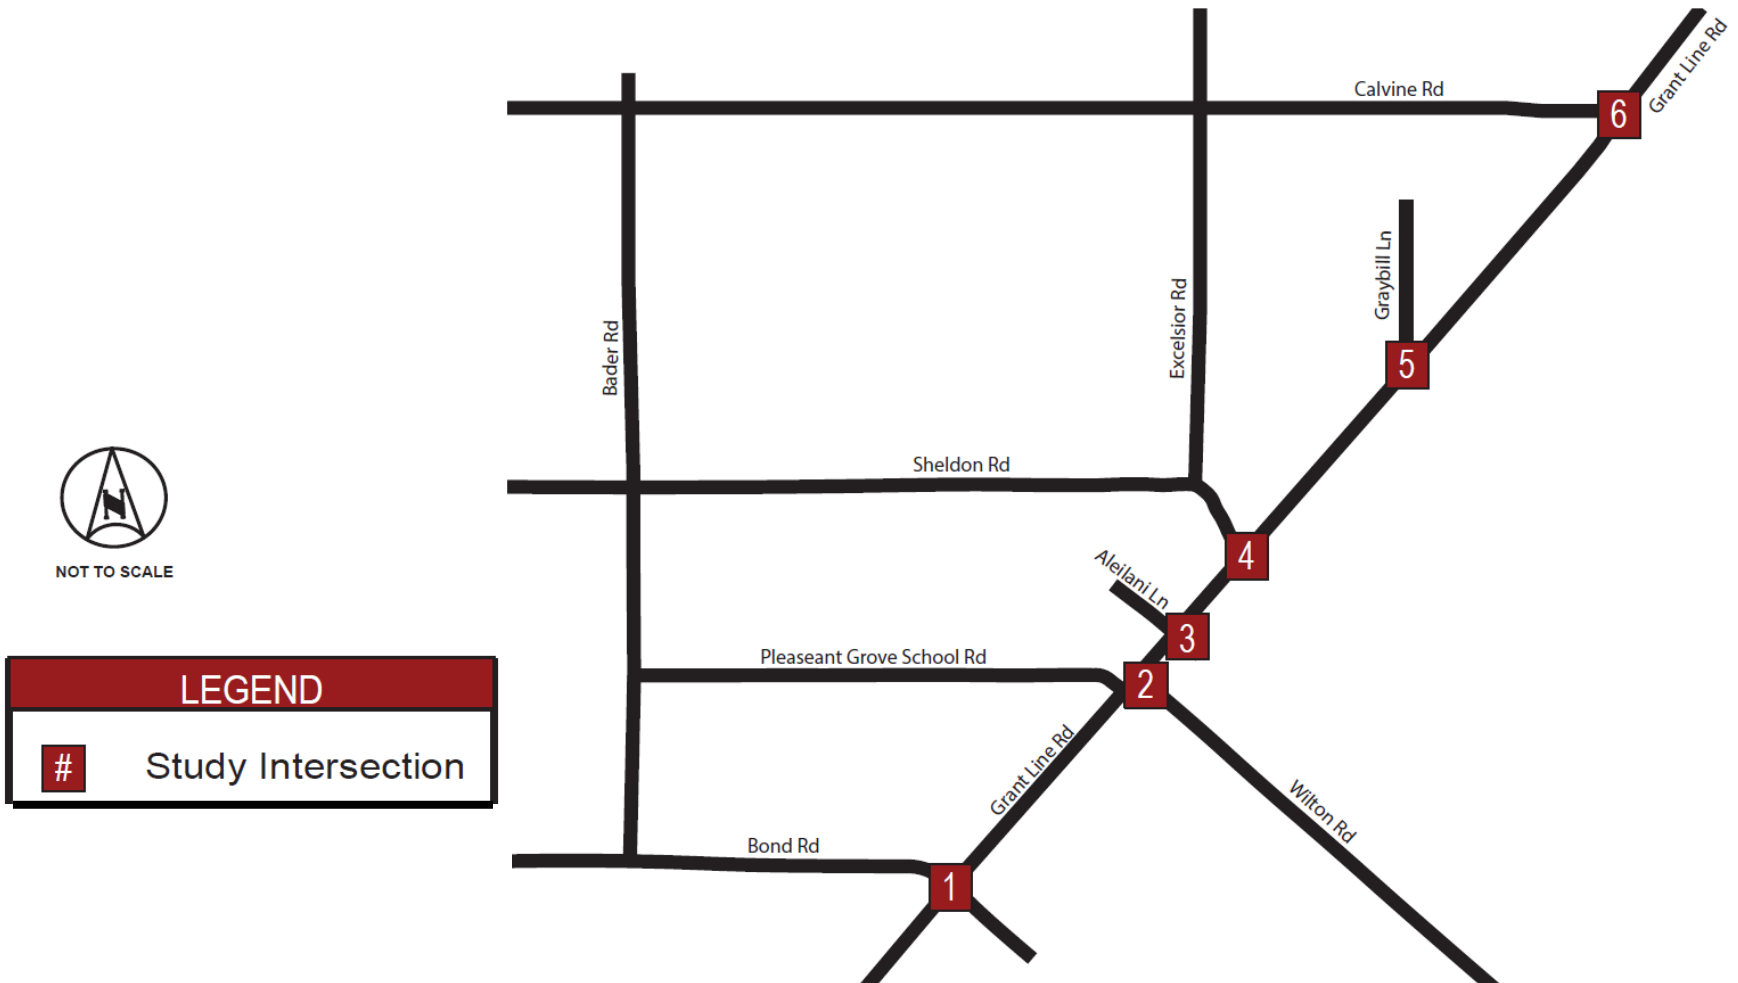 Calvine Rd
6
Grant Line Rd
Graybill Ln
Excelsior Rd
Bader Rd
5
Sheldon Rd
N
NOT TO SCALE
4
Aleilani Ln
3
Pleaseant Grove School Rd
2
LEGEND
# Study Intersection
Grant Line Rd
Wilton Rd
Bond Rd
1